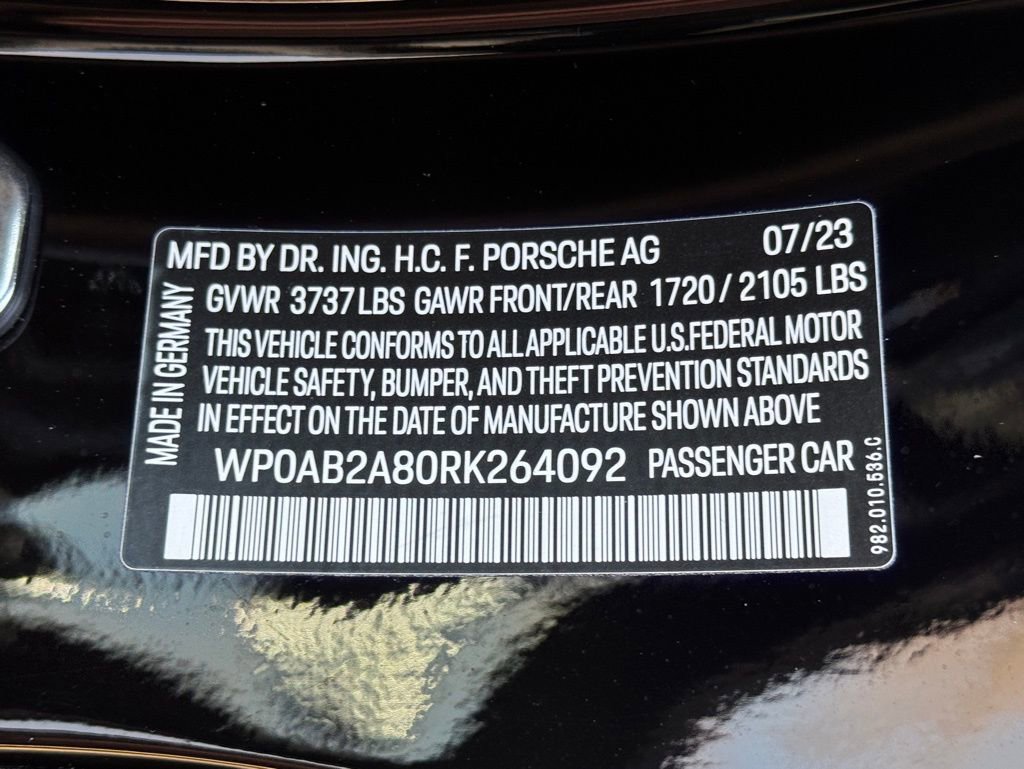 MFD BY DR. ING. H.C. F. PORSCHE AG 07/23
GVWR 3737 LBS GAWR FRONT/REAR 1720 / 2105 LBS
THIS VEHICLE CONFORMS TO ALL APPLICABLE U.S.FEDERAL MOTOR
VEHICLE SAFETY, BUMPER, AND THEFT PREVENTION STANDARDS
IN EFFECT ON THE DATE OF MANUFACTURE SHOWN ABOVE
WP0AB2A80RK264092 PASSENGER CAR
MADE IN GERMANY
982.010.536.C